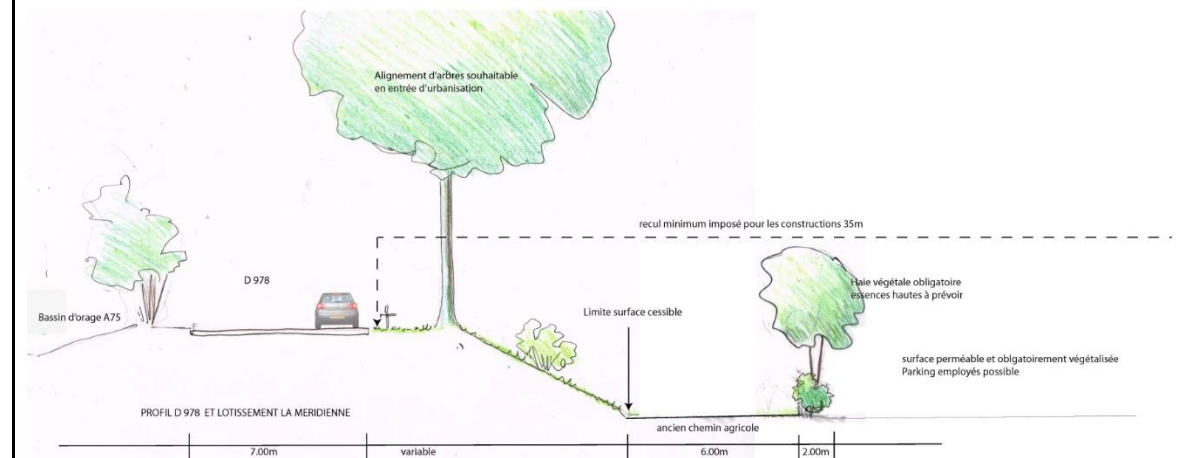 Alignement d'arbres souhaitable
en entrée d'urbanisation
recul minimum imposé pour les constructions 35m
D 978
Haie végétale obligatoire
essences hautes à prévoir
Bassin d'orage A75
Limite surface cessible
surface perméable et oblgatoirement végétalisée
Parking employés possible
PROFIL D 978 ET LOTISSEMENT LA MERIDIENNE
ancien chemin agricole
7.00m
variable
6.00m
2.00m